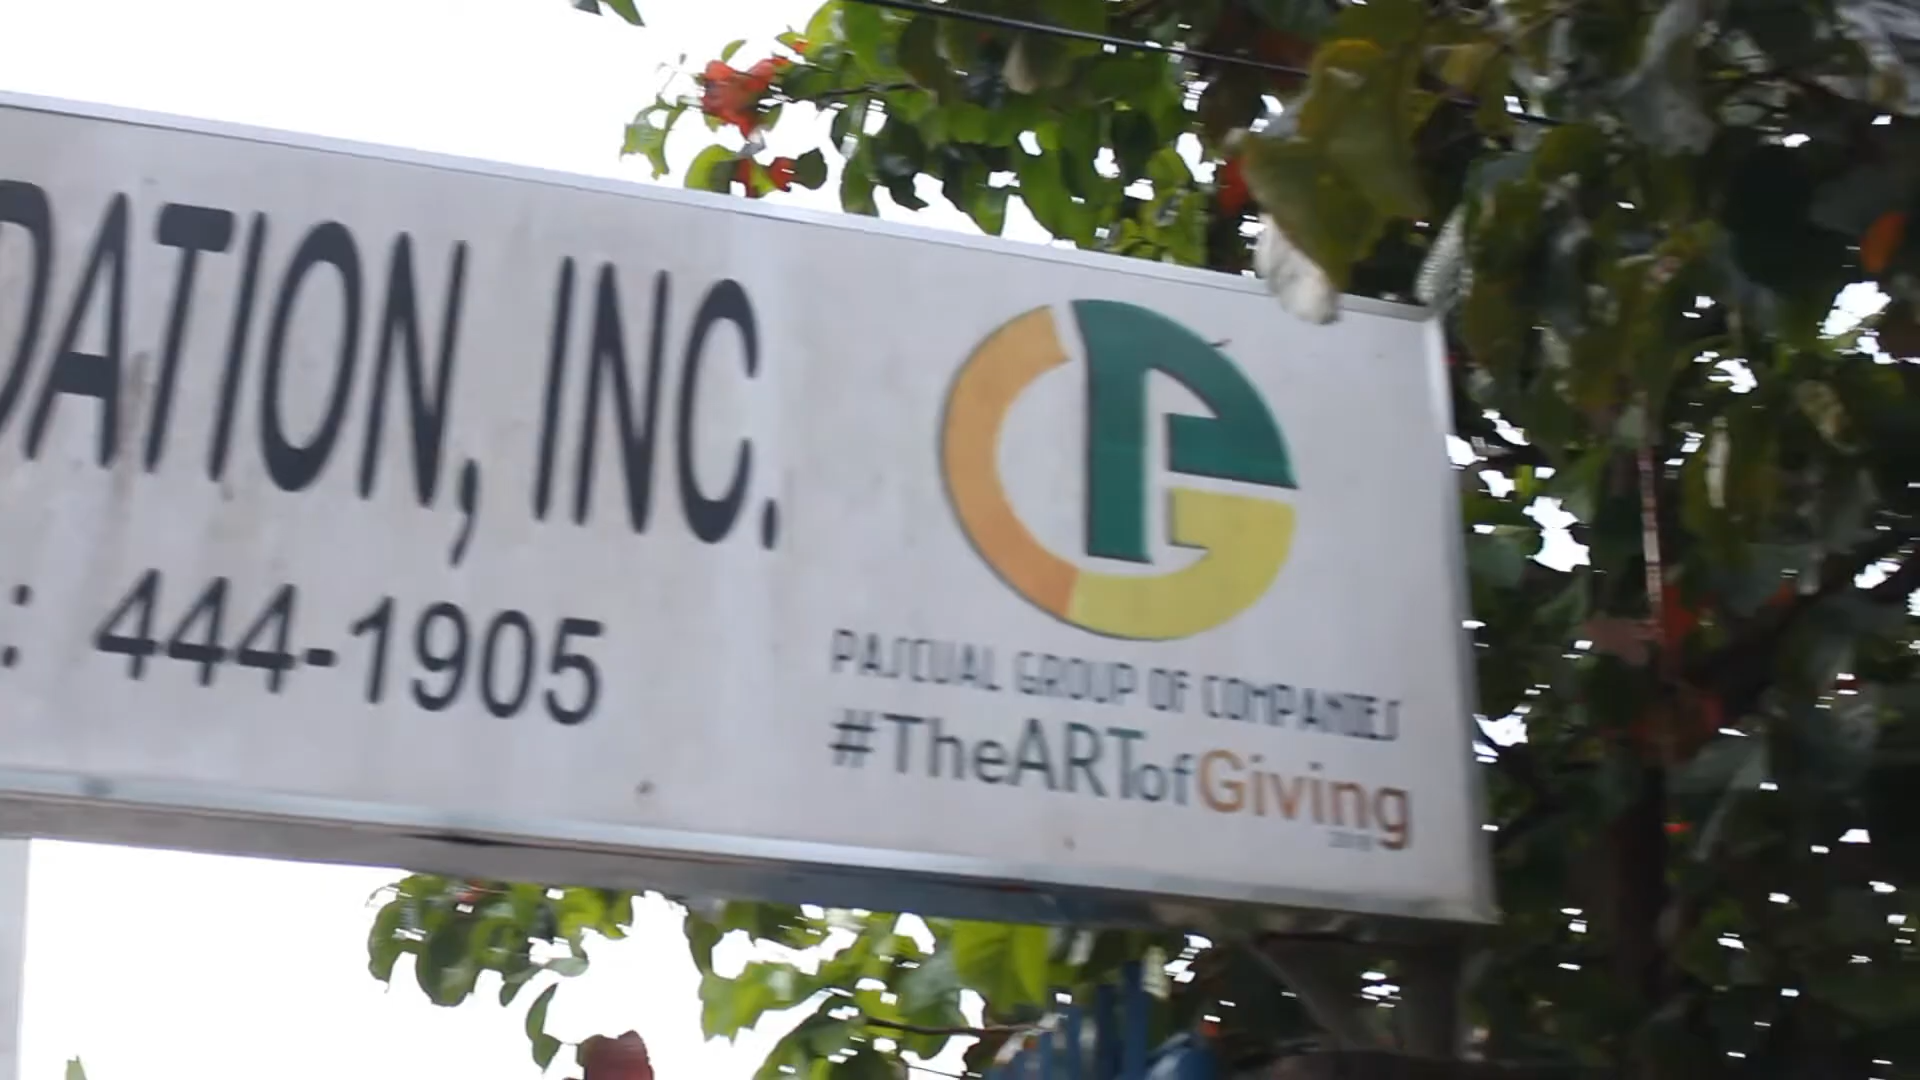 DATION, INC.
: 444-1905
PASCUAL GROUP OF COMPANIES
#TheARTofGiving